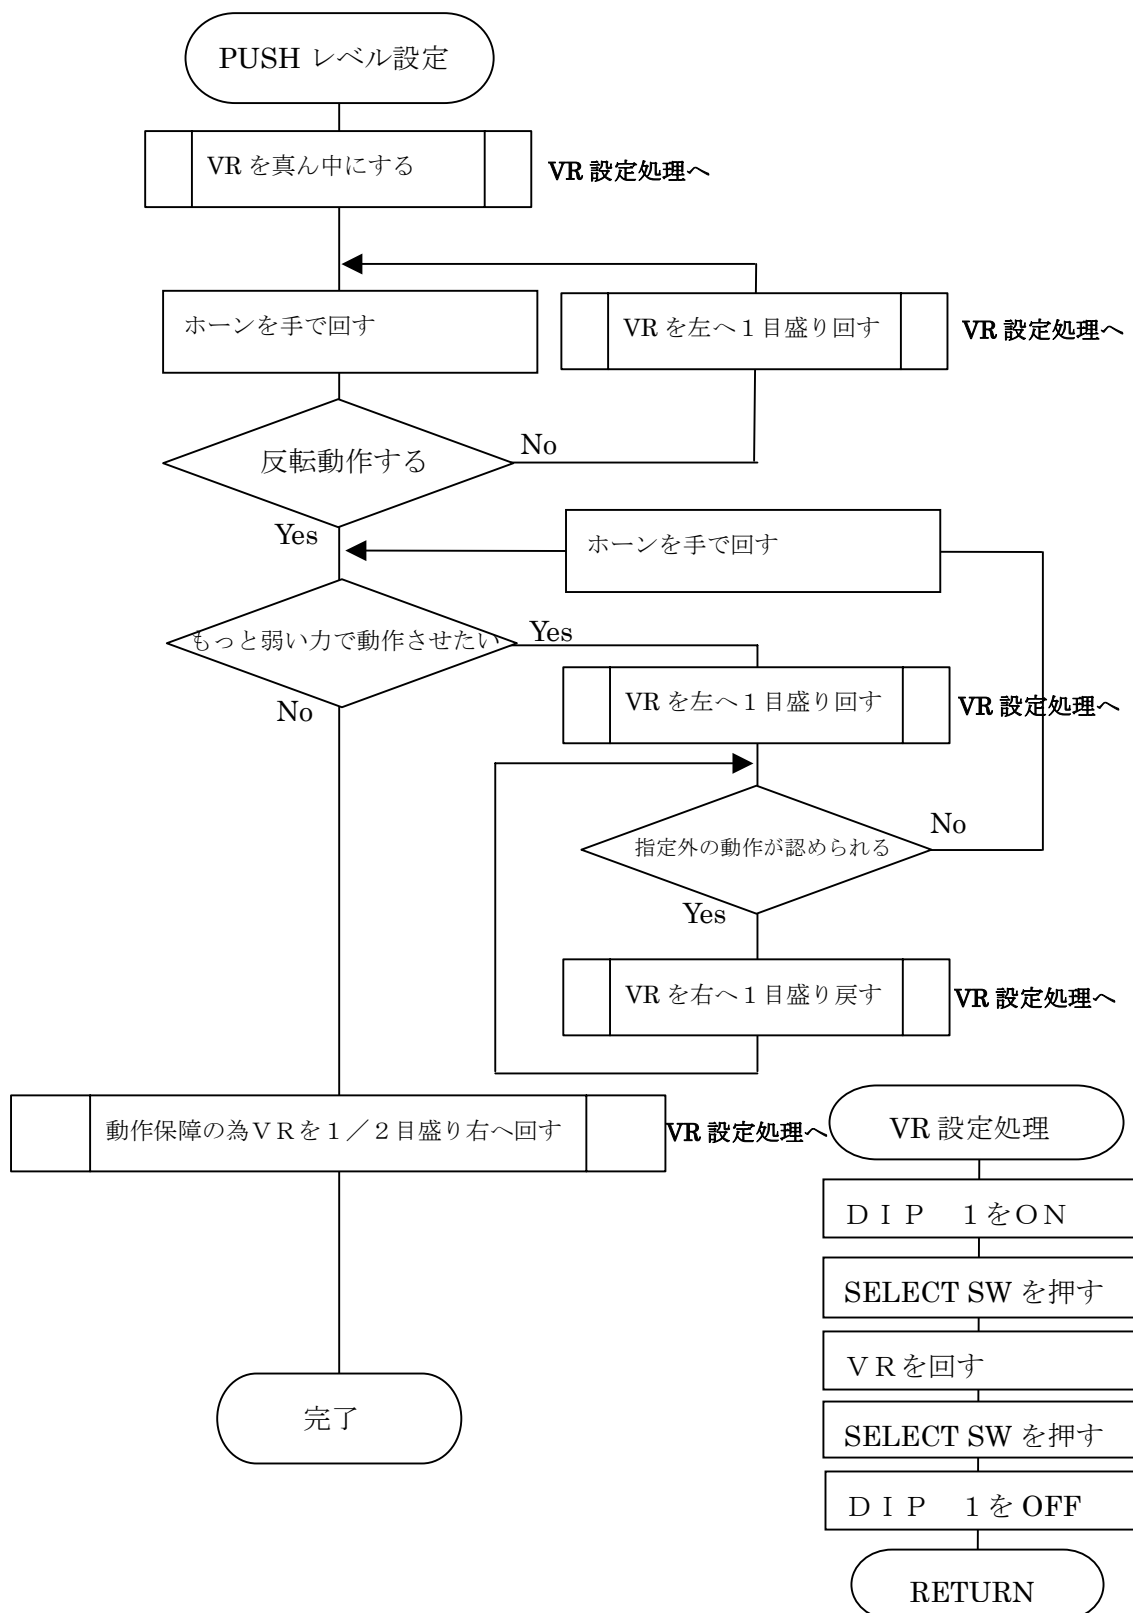 PUSH レベル設定
VR を真ん中にする
VR 設定処理へ
ホーンを手で回す
VR を左へ 1 目盛り回す
VR 設定処理へ
反転動作する
No
Yes
ホーンを手で回す
もっと弱い力で動作させたい
Yes
No
VR を左へ 1 目盛り回す
VR 設定処理へ
指定外の動作が認められる
No
Yes
VR を右へ 1 目盛り戻す
VR 設定処理へ
動作保障の為ＶＲを１／２目盛り右へ回す
VR 設定処理へ
完了
VR 設定処理
ＤＩＰ　１をＯＮ
SELECT SW を押す
ＶＲを回す
SELECT SW を押す
ＤＩＰ　１を OFF
RETURN